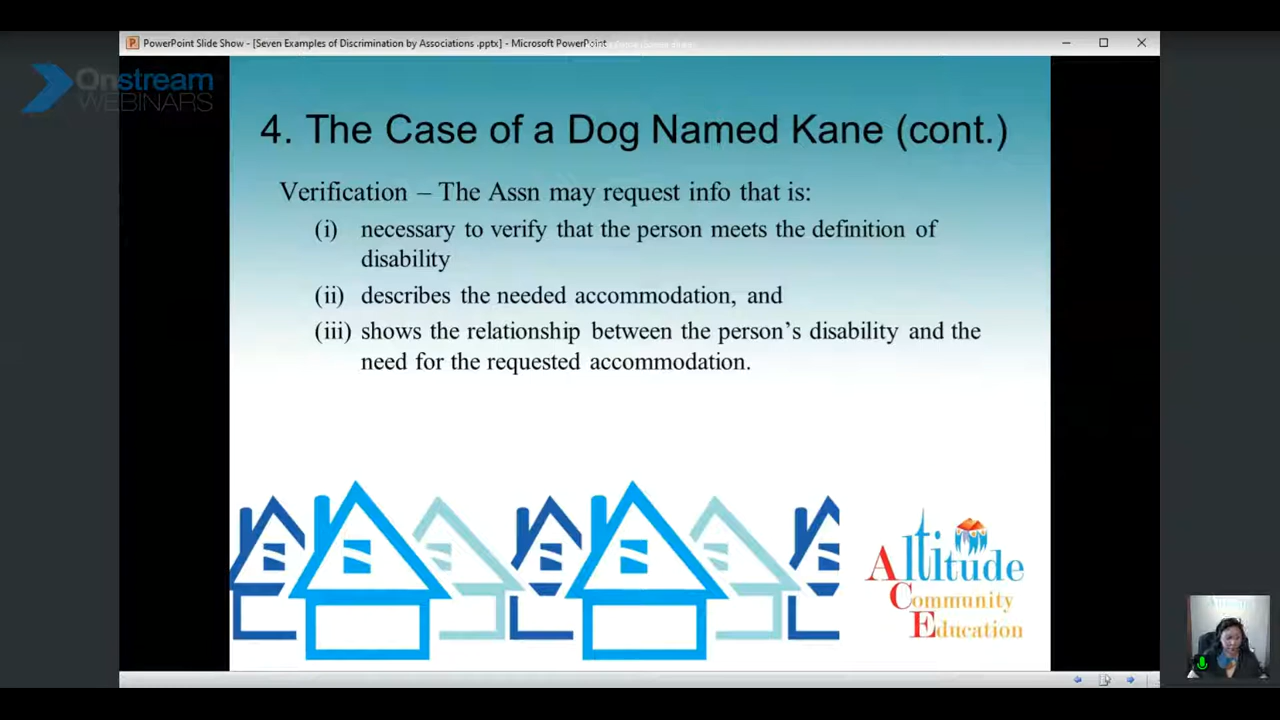 PowerPoint Slide Show - [Seven Examples of Discrimination by Associations .pptx] - Microsoft PowerPoint
Onstream
WEBINARS
4. The Case of a Dog Named Kane (cont.)
Verification – The Assn may request info that is:
(i) necessary to verify that the person meets the definition of
disability
(ii) describes the needed accommodation, and
(iii) shows the relationship between the person's disability and the
need for the requested accommodation.
Altitude
Community
Education